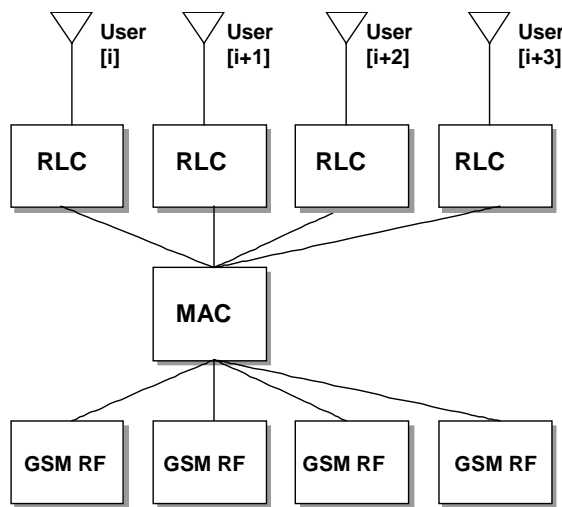 User
[i]
User
[i+1]
User
[i+2]
User
[i+3]
RLC
RLC
RLC
RLC
MAC
GSM RF
GSM RF
GSM RF
GSM RF